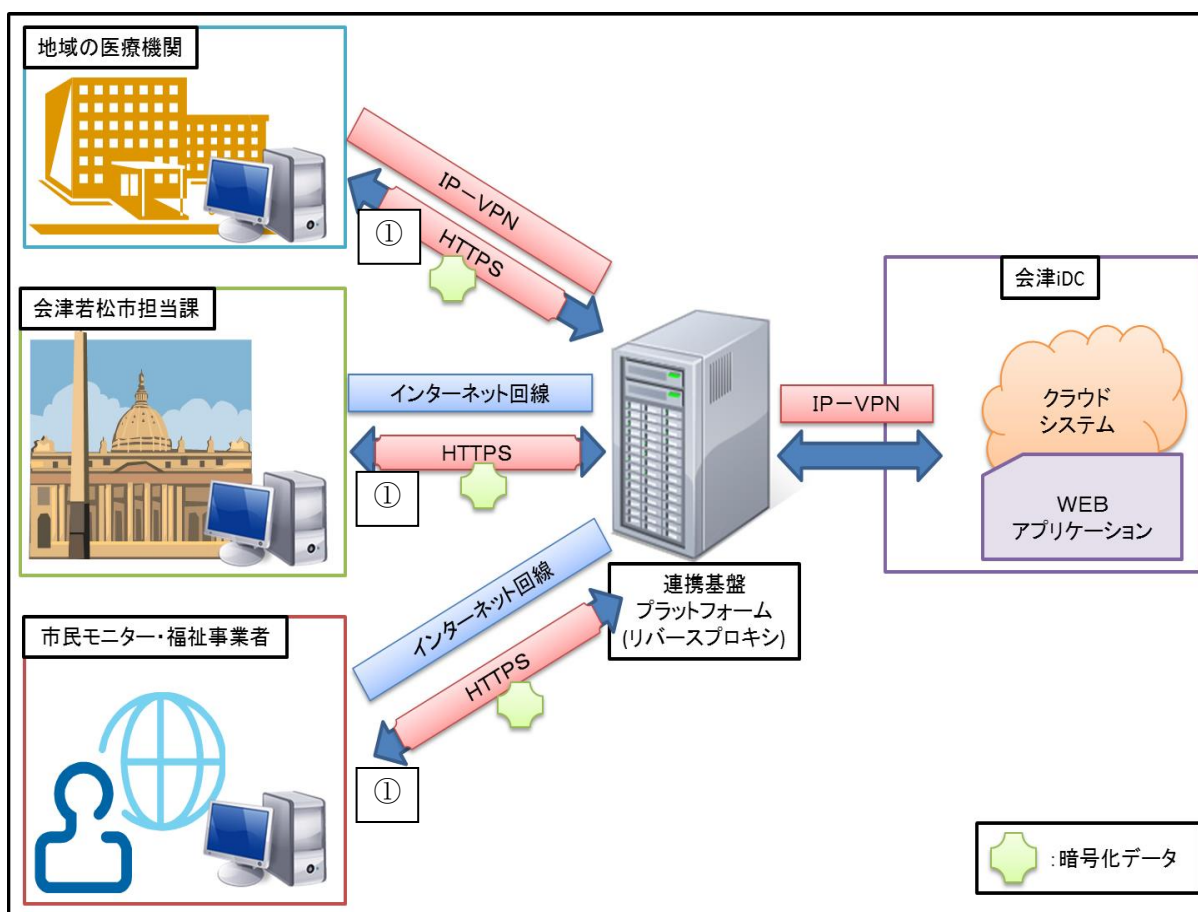 地域の医療機関
IP－VPN
①
HTTPS
会津若松市担当課
インターネット回線
HTTPS
①
市民モニター・福祉事業者
インターネット回線
HTTPS
①
連携基盤
プラットフォーム
(リバースプロキシ)
IP－VPN
会津iDC
クラウド
システム
WEB
アプリケーション
:暗号化データ